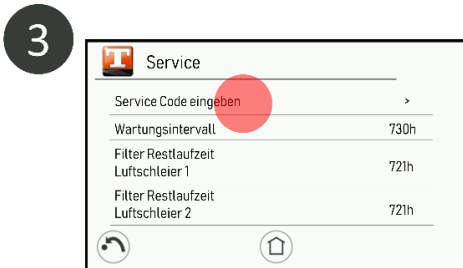 3
T Service
Service Code eingeben >
Wartungsintervall 730h
Filter Restlaufzeit
Luftschleier 1 721h
Filter Restlaufzeit
Luftschleier 2 721h